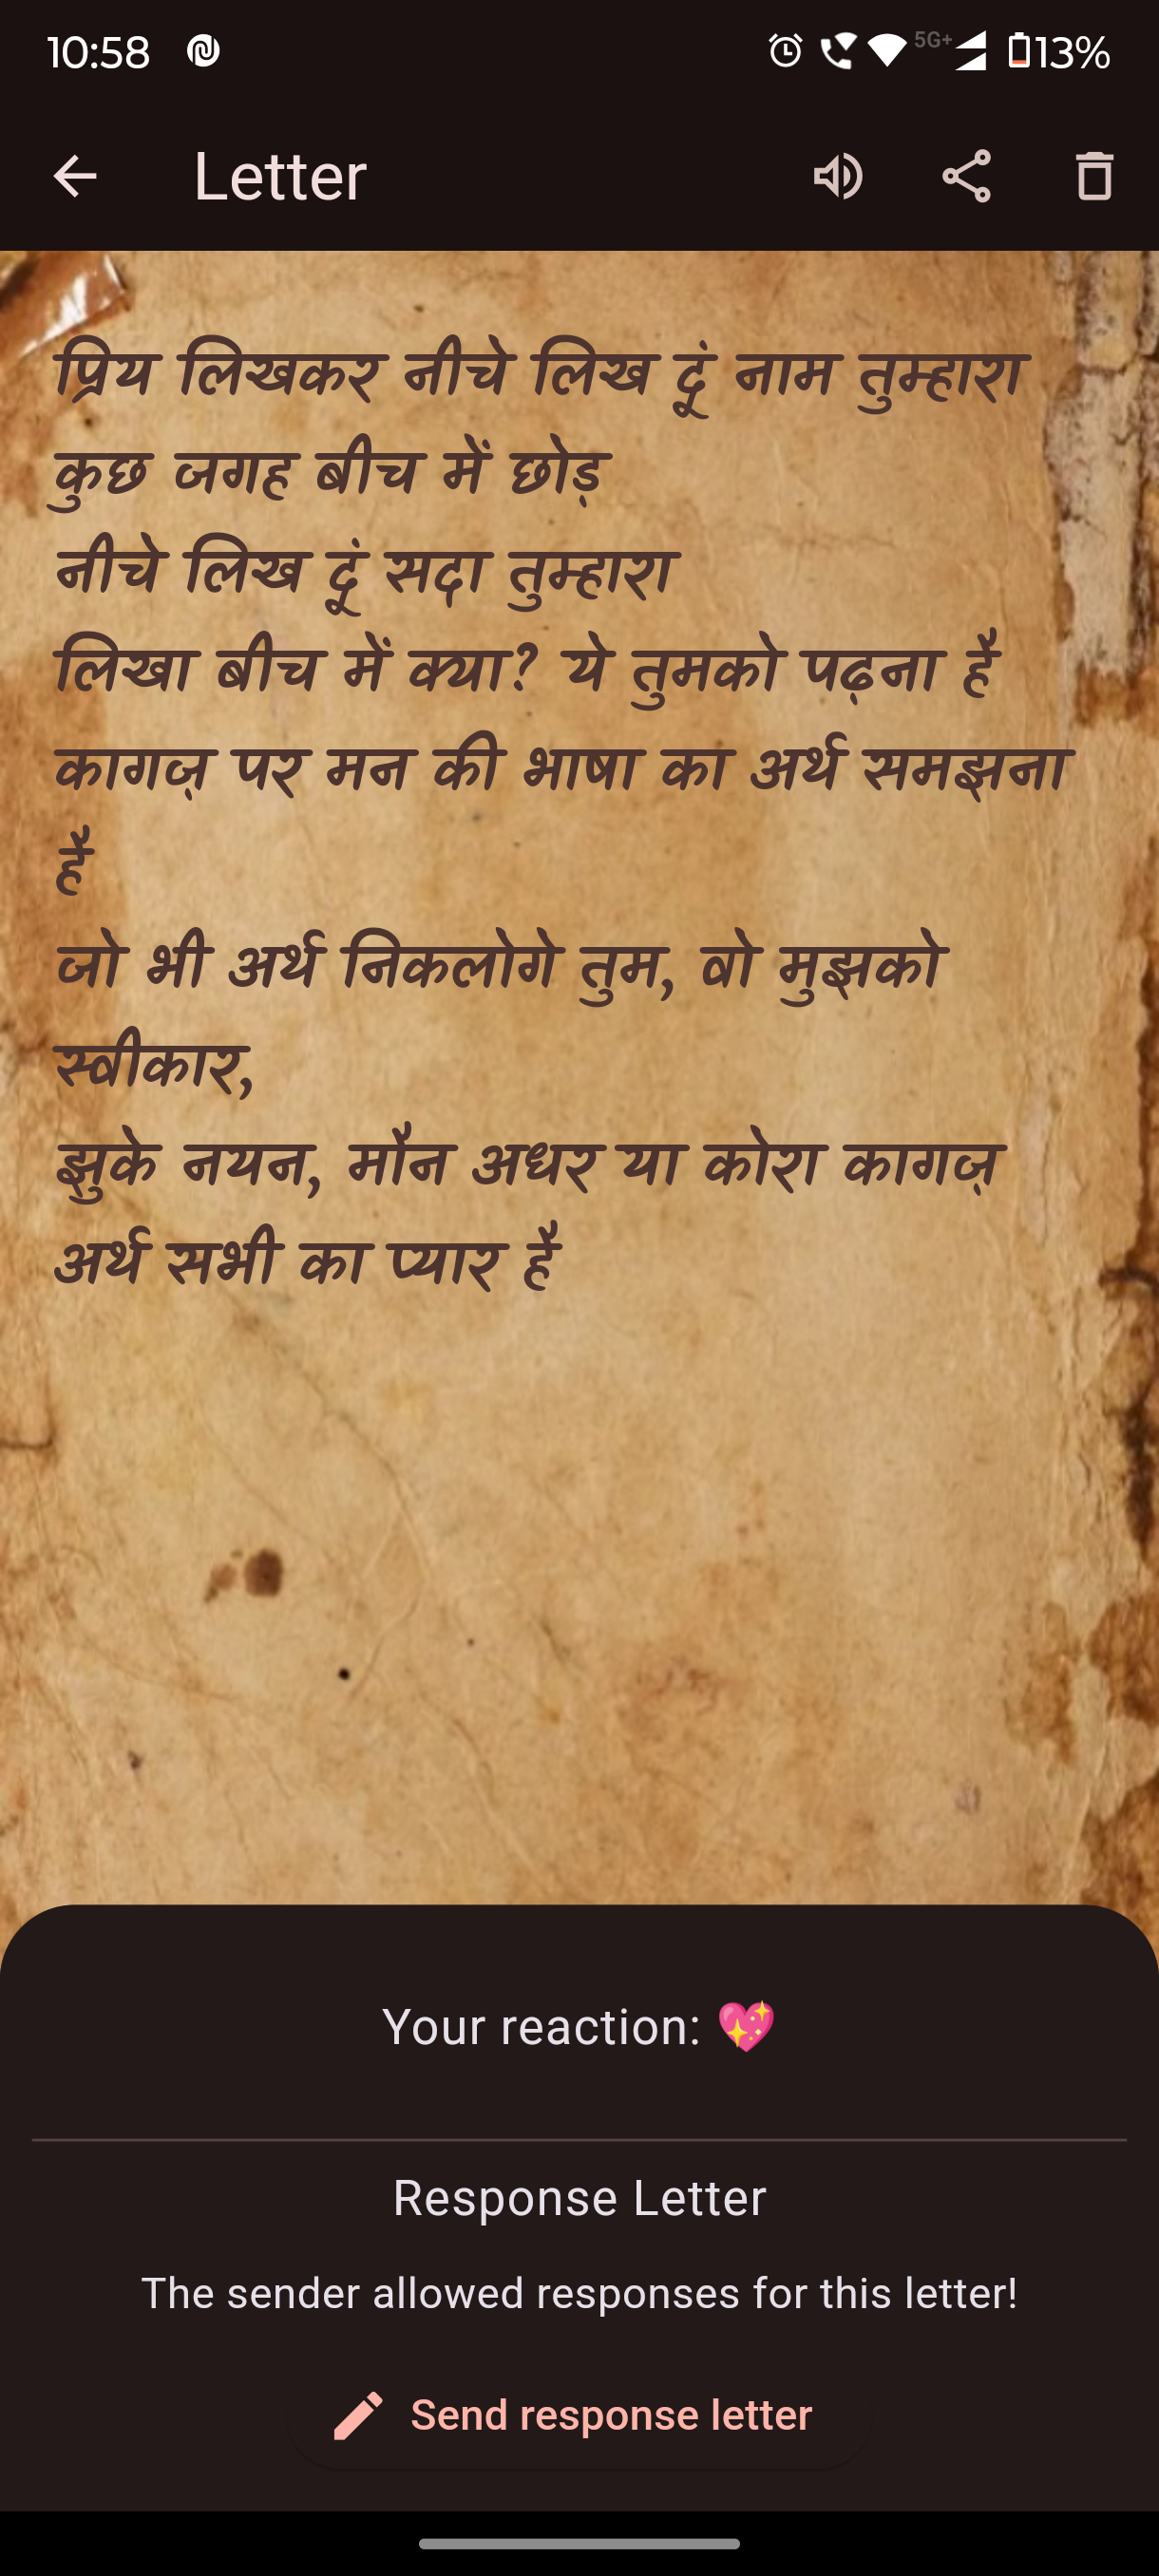 10:58
5G+ 13%
Letter
प्रिय लिखकर नीचे लिख दूं नाम तुम्हारा
कुछ जगह बीच में छोड़
नीचे लिख दूं सदा तुम्हारा
लिखा बीच में क्या? ये तुमको पढ़ना है
कागज़ पर मन की भाषा का अर्थ समझना
है
जो भी अर्थ निकलोगे तुम, वो मुझको
स्वीकार,
झुके नयन, मौन अधर या कोरा कागज़
अर्थ सभी का प्यार है
Your reaction: 💖
Response Letter
The sender allowed responses for this letter!
Send response letter